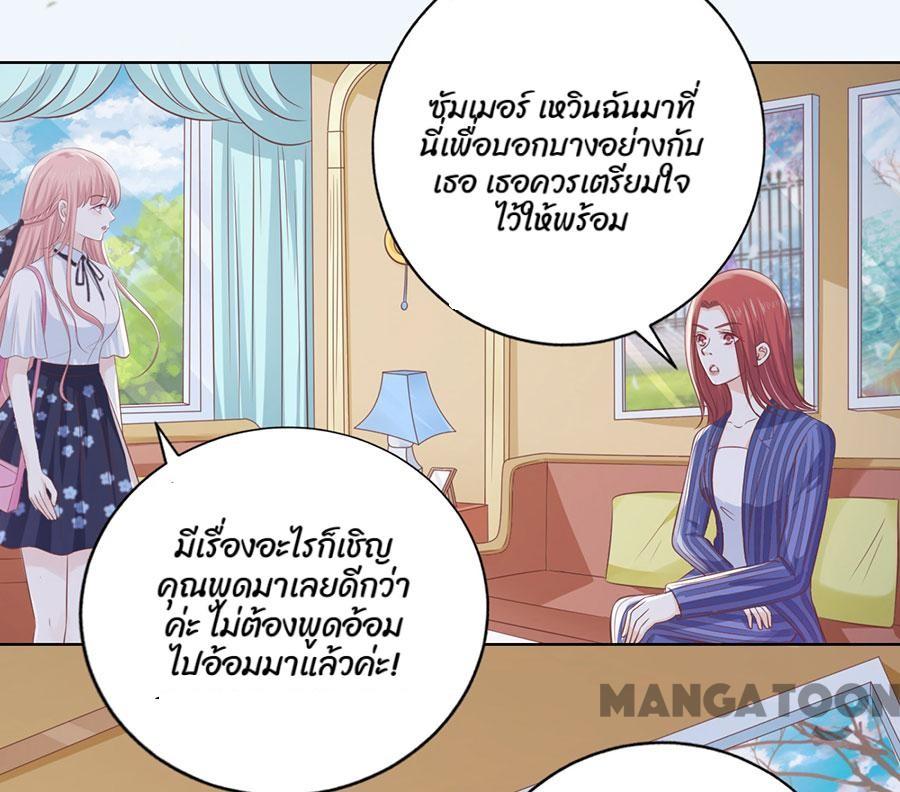 ซัมเมอร์ เหวินฉันมาที่
นี่เพื่อบอกบางอย่างกับ
เธอ เธอควรเตรียมใจ
ไว้ให้พร้อม
มีเรื่องอะไรก็เชิญ
คุณพูดมาเลยดีกว่า
ค่ะ ไม่ต้องพูดอ้อม
ไปอ้อมมาแล้วค่ะ!
MANGATOON